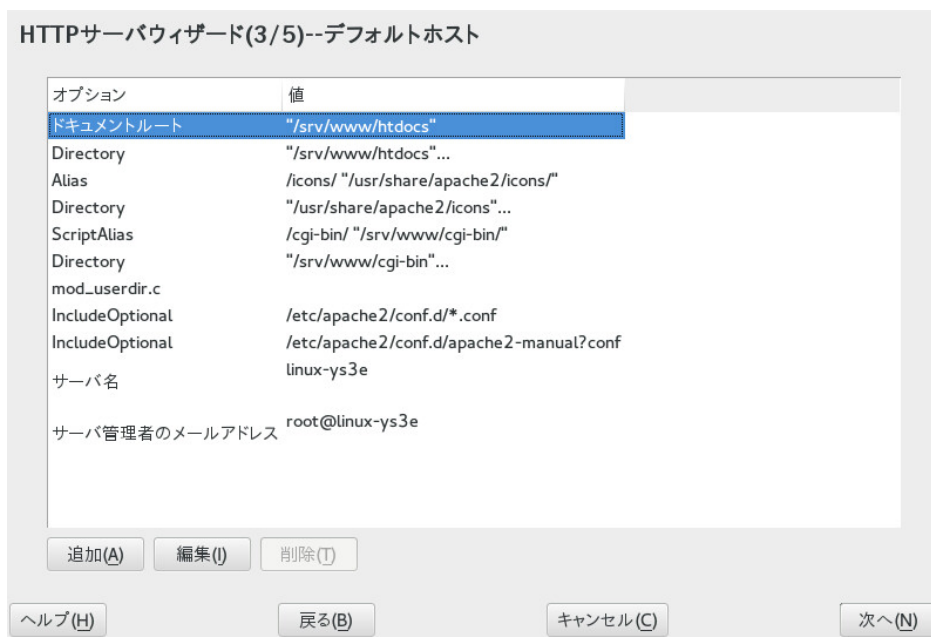 HTTPサーバウィザード(3/5)--デフォルトホスト
オプション 値
ドキュメントルート "/srv/www/htdocs"
Directory "/srv/www/htdocs"...
Alias /icons/ "/usr/share/apache2/icons/"
Directory "/usr/share/apache2/icons"...
ScriptAlias /cgi-bin/ "/srv/www/cgi-bin/"
Directory "/srv/www/cgi-bin"...
mod_userdir.c
IncludeOptional /etc/apache2/conf.d/*.conf
IncludeOptional /etc/apache2/conf.d/apache2-manual?conf
サーバ名 linux-ys3e
サーバ管理者のメールアドレス root@linux-ys3e
追加(A) 編集(I) 削除(T)
ヘルプ(H) 戻る(B) キャンセル(C) 次へ(N)